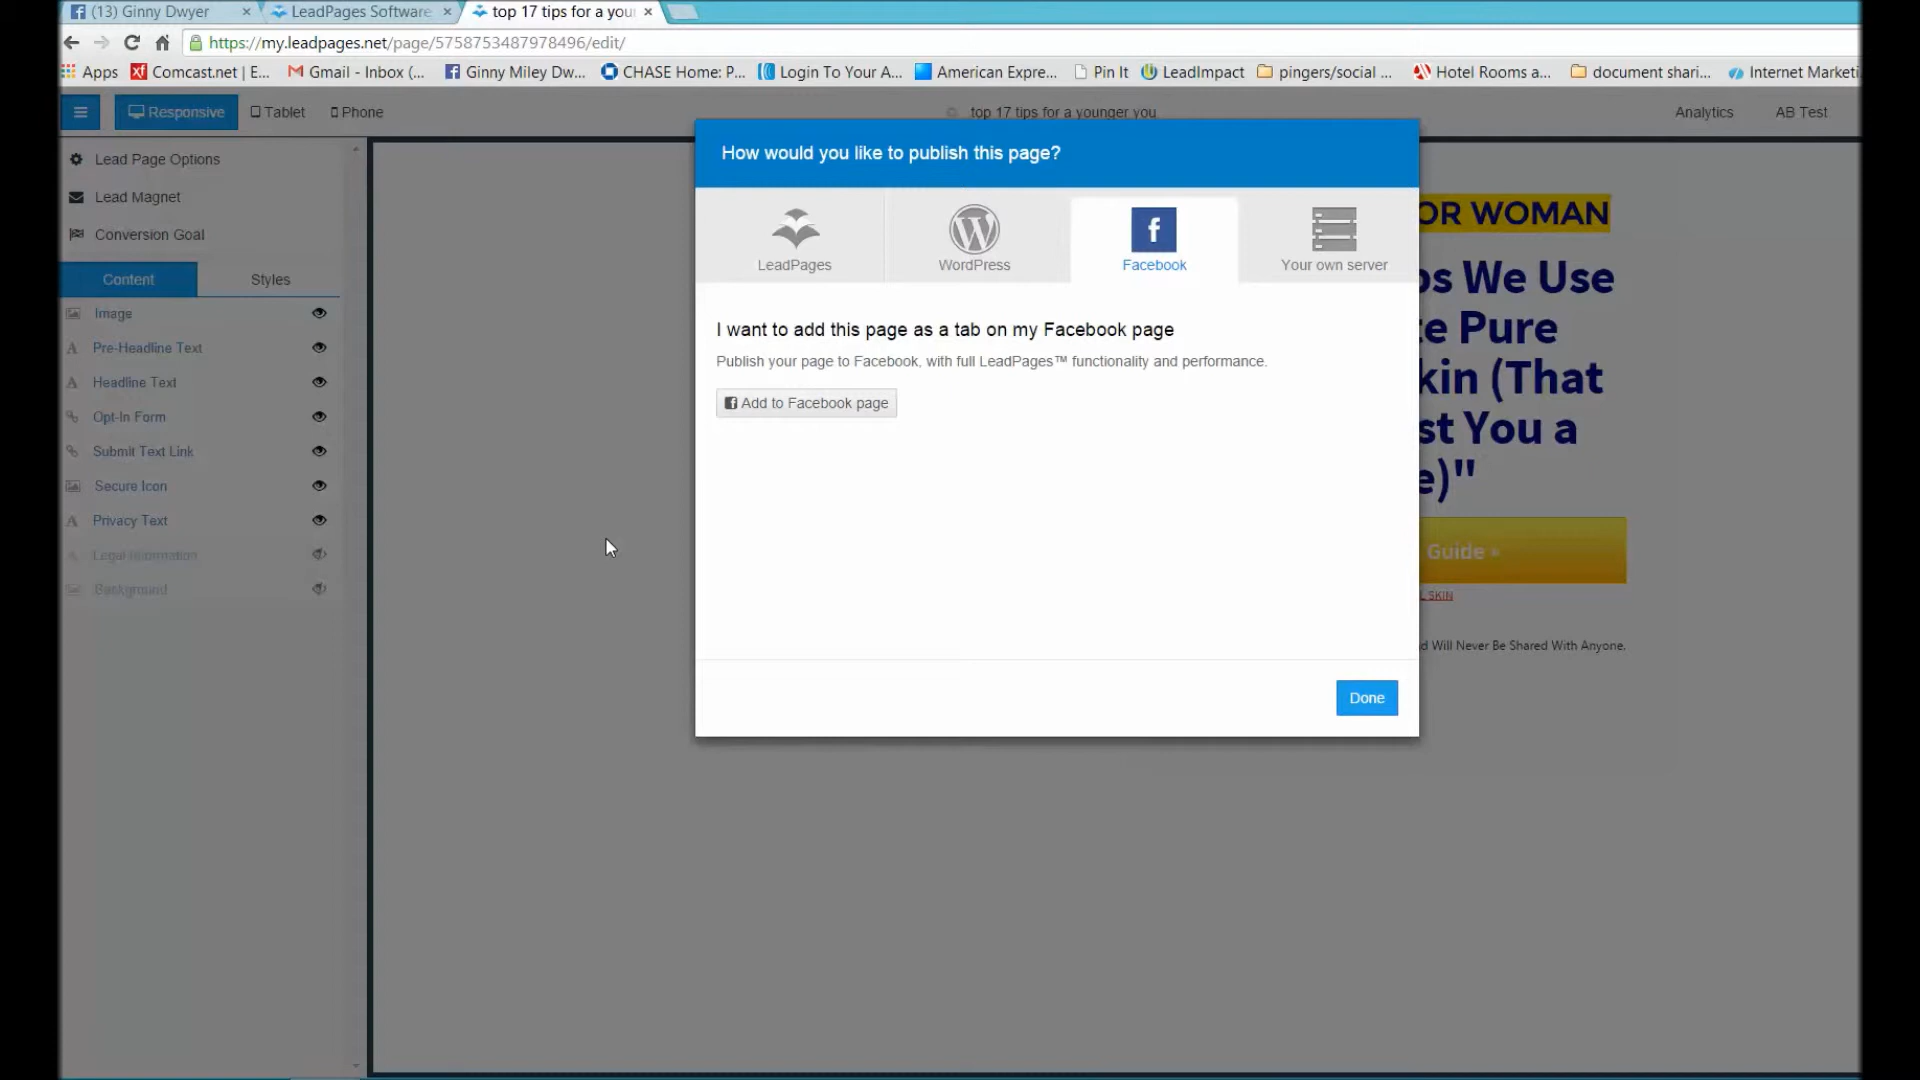 (13) Ginny Dwyer
LeadPages Software
top 17 tips for a your
https://my.leadpages.net/page/5758753487978496/edit/
Apps Comcast.net | E... Gmail - Inbox (... Ginny Miley Dw... CHASE Home: P... Login To Your A... American Expre... Pin It LeadImpact pingers/social ... Hotel Rooms a... document shari... Internet Marketi
Responsive Tablet Phone top 17 tips for a younger you Analytics AB Test
Lead Page Options
Lead Magnet
Conversion Goal
Content Styles
Image
Pre-Headline Text
Headline Text
Opt-In Form
Submit Text Link
Secure Icon
Privacy Text
Legal Information
Background
How would you like to publish this page?
LeadPages WordPress Facebook Your own server
I want to add this page as a tab on my Facebook page
Publish your page to Facebook, with full LeadPages™ functionality and performance.
Add to Facebook page
Done
OR WOMAN
ps We Use
te Pure
kin (That
st You a
e)"
Guide »
SKIN
d Will Never Be Shared With Anyone.